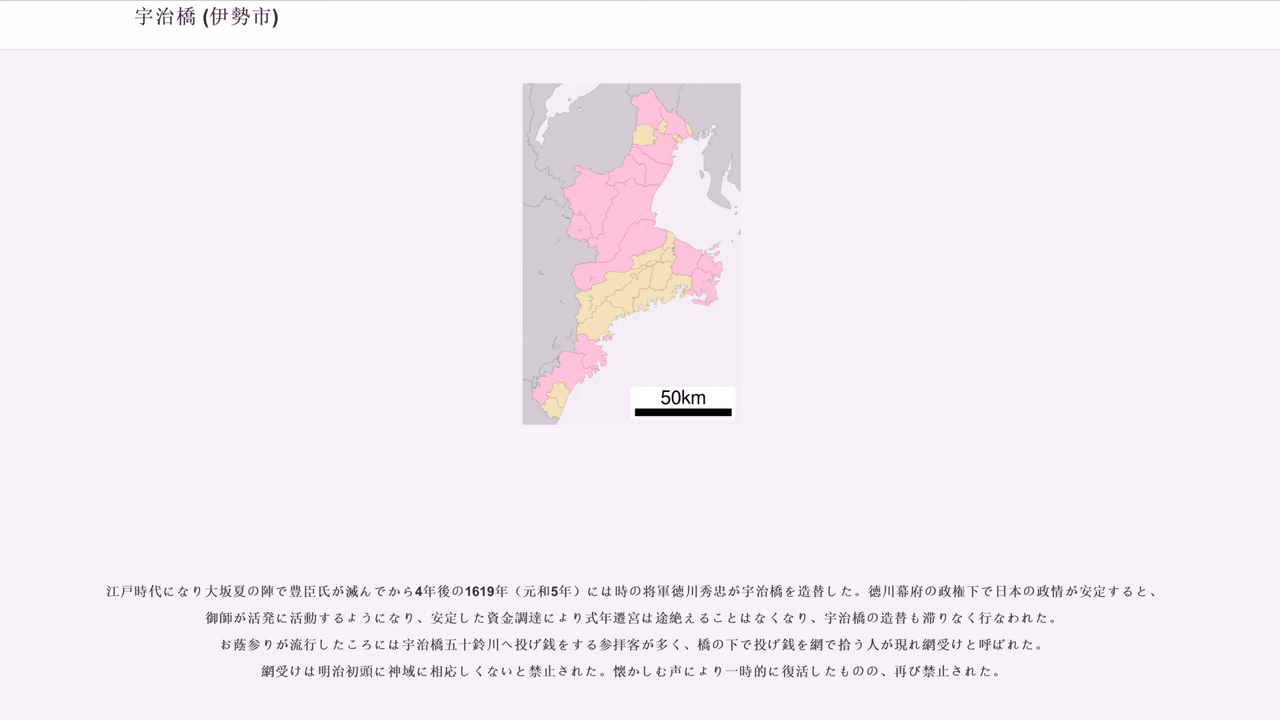 宇治橋 (伊勢市)
50km
江戸時代になり大坂夏の陣で豊臣氏が滅んでから4年後の1619年（元和5年）には時の将軍徳川秀忠が宇治橋を造替した。徳川幕府の政権下で日本の政情が安定すると、
御師が活発に活動するようになり、安定した資金調達により式年遷宮は途絶えることはなくなり、宇治橋の造替も滞りなく行なわれた。
お蔭参りが流行したころには宇治橋五十鈴川へ投げ銭をする参拝客が多く、橋の下で投げ銭を網で拾う人が現れ網受けと呼ばれた。
網受けは明治初頭に神域に相応しくないと禁止された。懐かしむ声により一時的に復活したものの、再び禁止された。